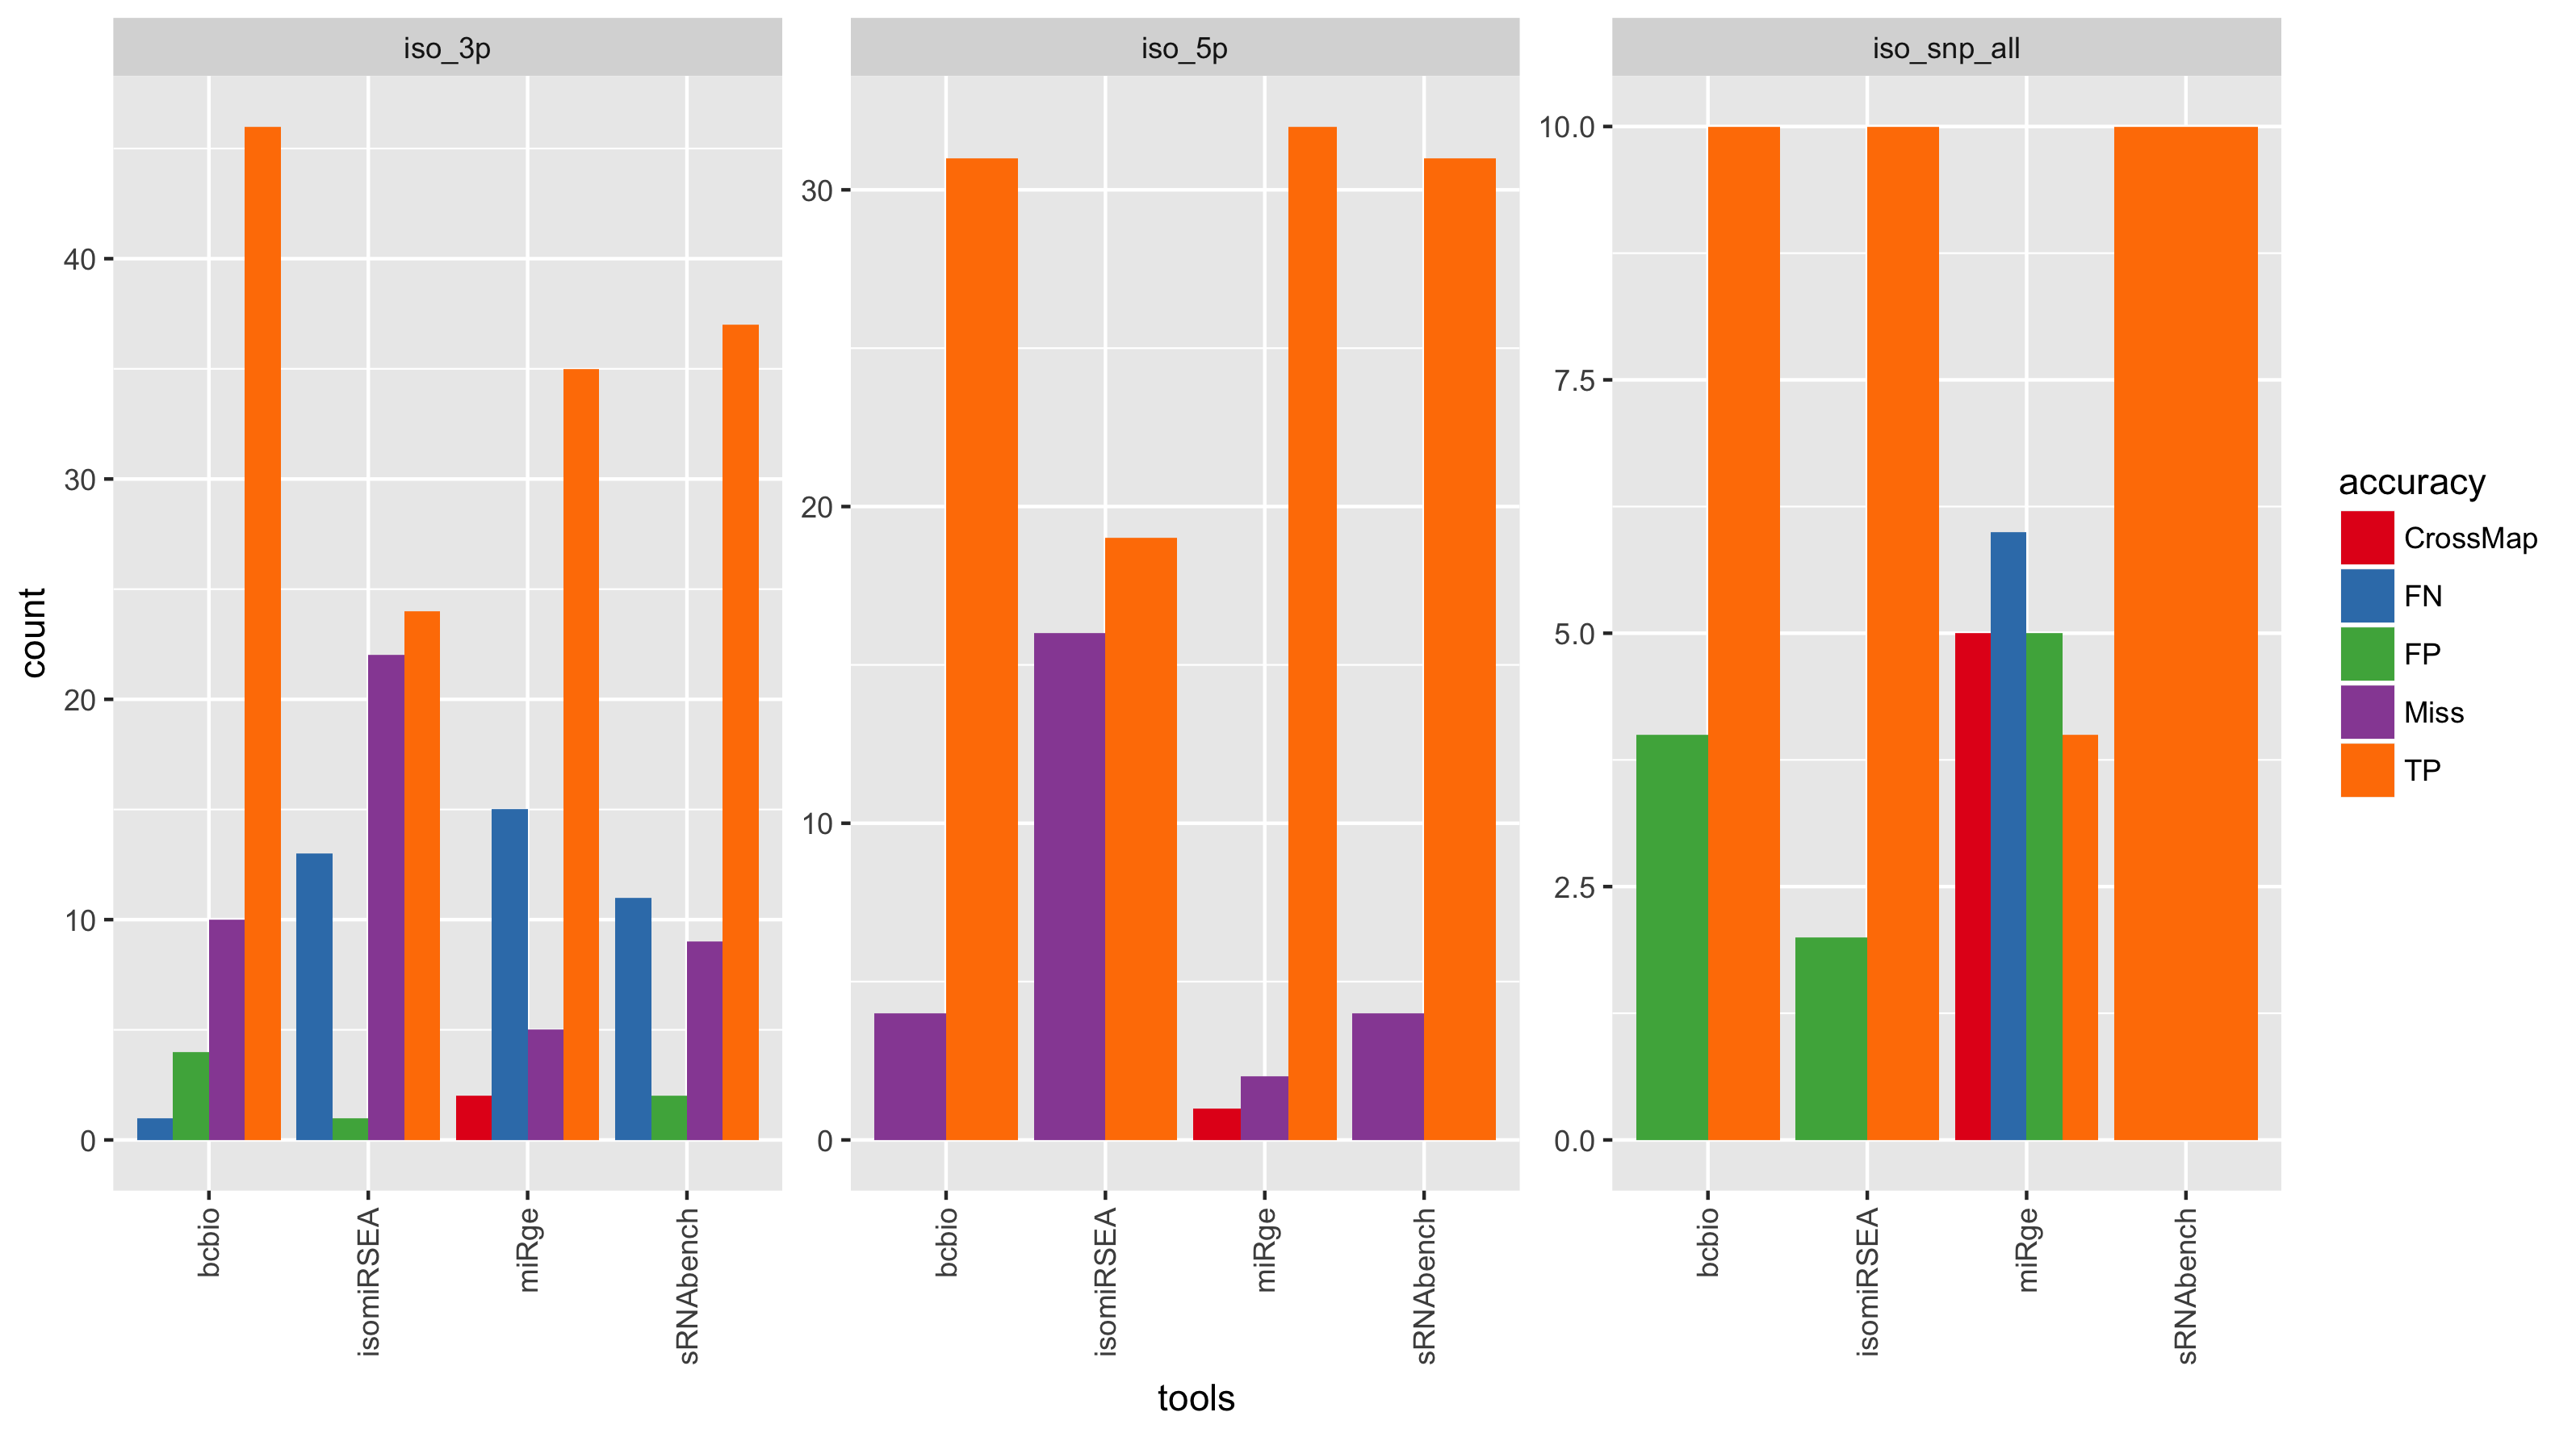 iso_3p
iso_5p
iso_snp_all
count
40
30
20
10
0
30
20
10
0
10.0
7.5
5.0
2.5
0.0
bcbio
isomiRSEA
miRge
sRNAbench
bcbio
isomiRSEA
miRge
sRNAbench
bcbio
isomiRSEA
miRge
sRNAbench
tools
accuracy
CrossMap
FN
FP
Miss
TP